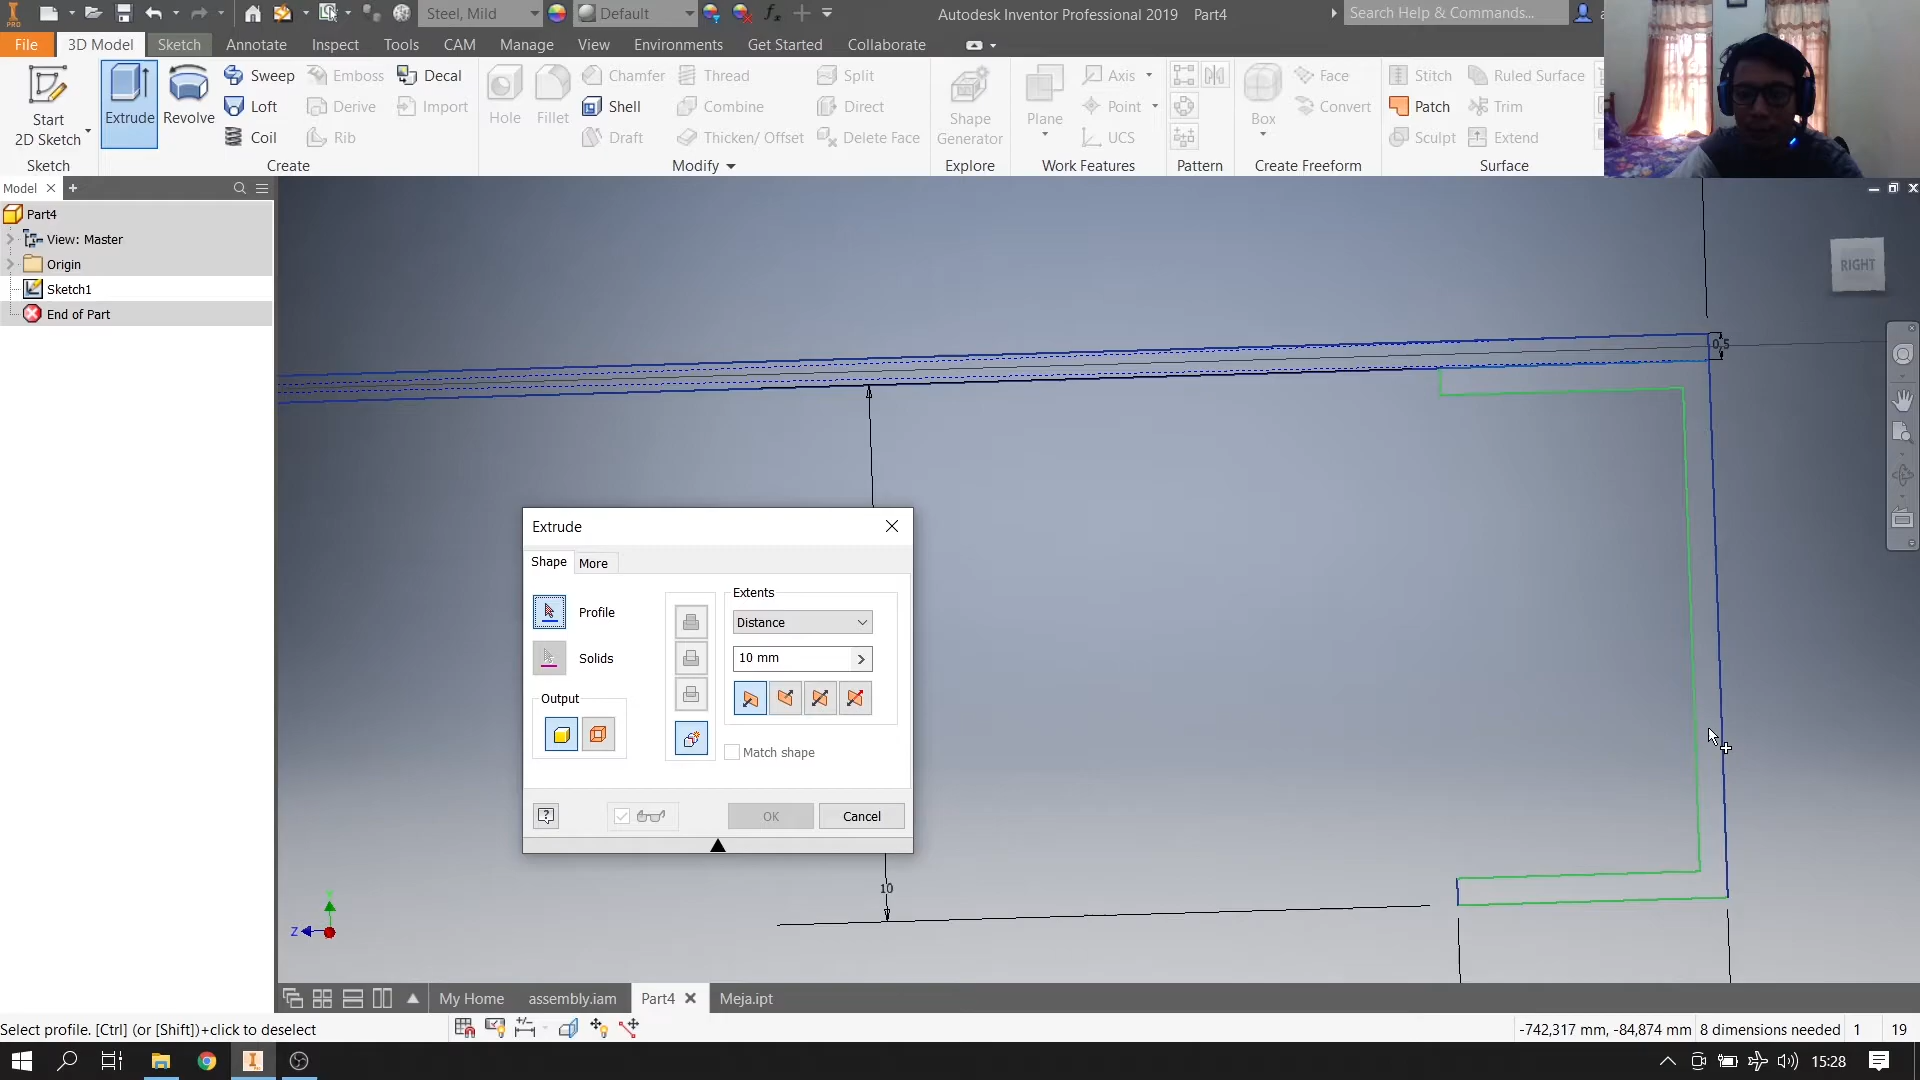 PRO
Steel, Mild
Default
fx
Autodesk Inventor Professional 2019 Part4
Search Help & Commands...
File 3D Model Sketch Annotate Inspect Tools CAM Manage View Environments Get Started Collaborate
Start
2D Sketch
Sketch
Extrude
Revolve
Sweep
Loft
Coil
Emboss
Derive
Rib
Decal
Import
Create
Hole
Fillet
Chamfer
Shell
Draft
Thread
Combine
Thicken/ Offset
Split
Direct
Delete Face
Modify
Shape
Generator
Explore
Plane
Axis
Point
UCS
Work Features
Pattern
Box
Face
Convert
Create Freeform
Stitch
Patch
Sculpt
Ruled Surface
Trim
Extend
Surface
Model
Part4
View: Master
Origin
Sketch1
End of Part
RIGHT
0,5
10
Z
Extrude
Shape More
Profile
Solids
Output
Extents
Distance
10 mm
Match shape
OK Cancel
My Home assembly.iam Part4 Meja.ipt
Select profile. [Ctrl] (or [Shift])+click to deselect
-742,317 mm, -84,874 mm 8 dimensions needed 1 19
15:28